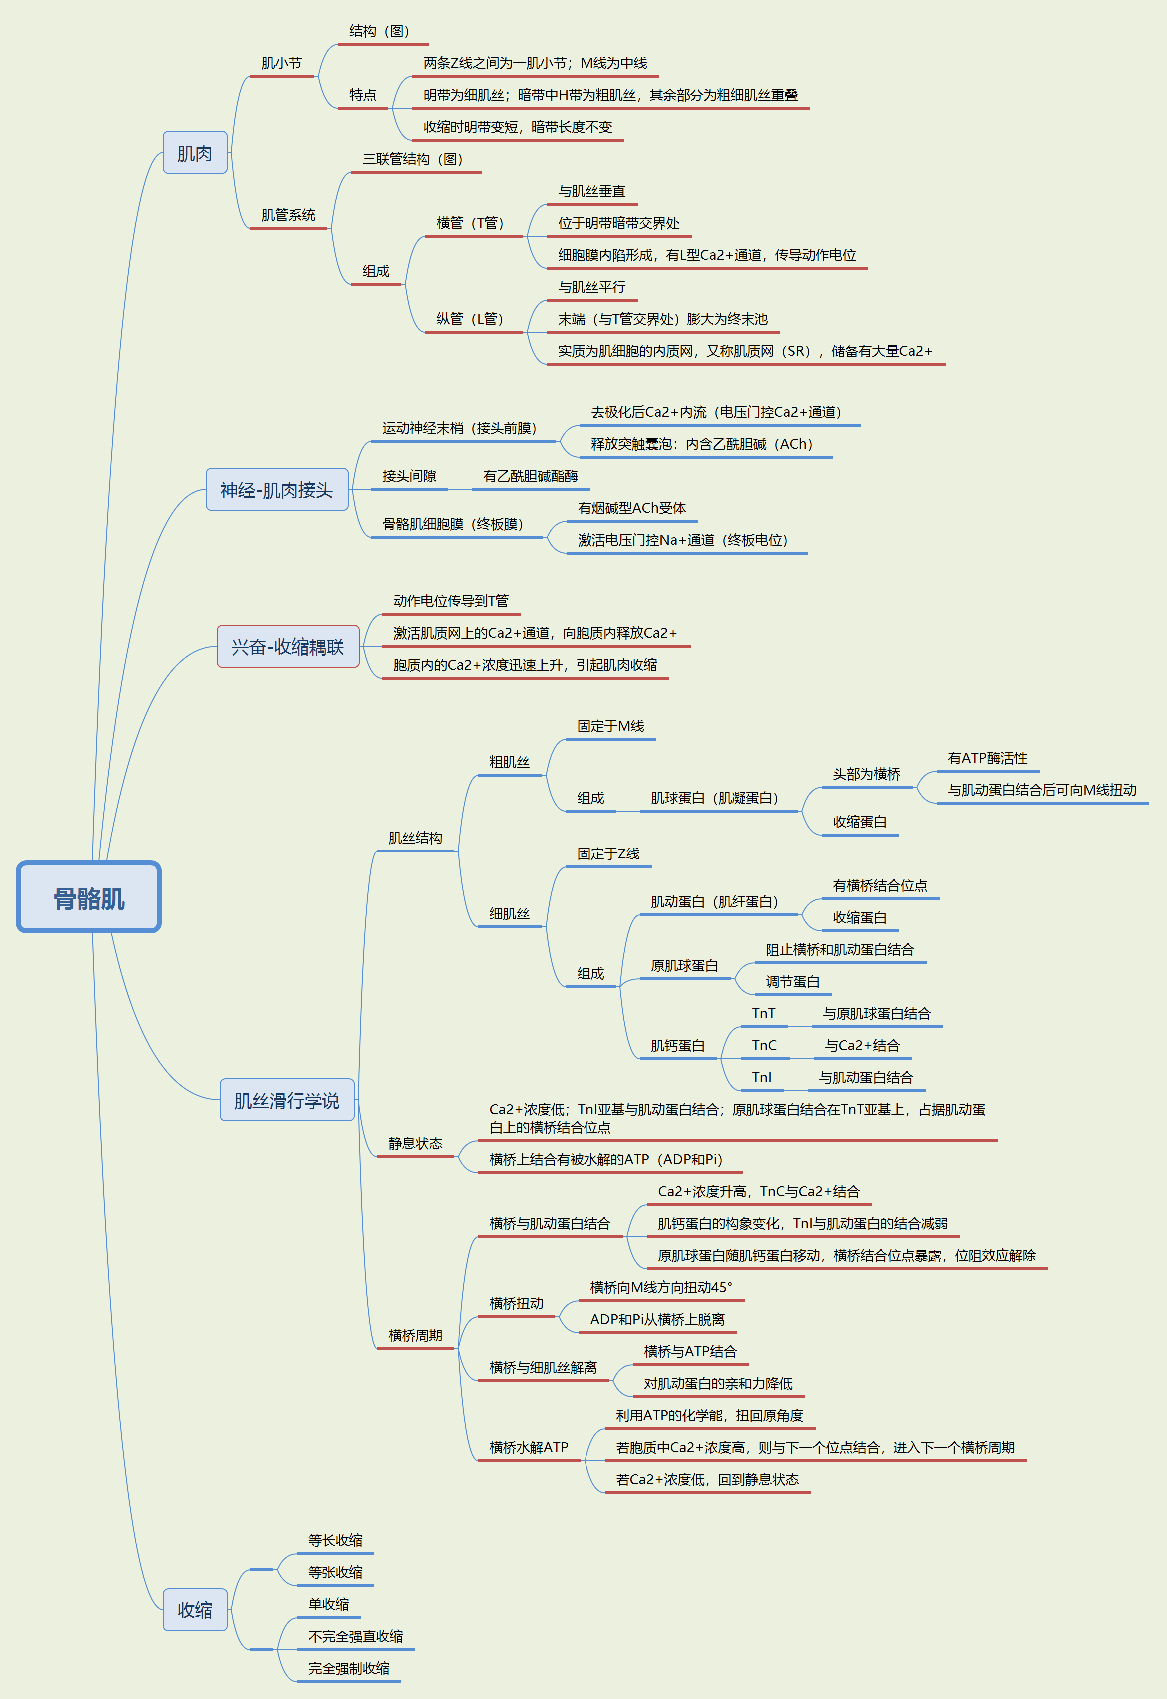 骨骼肌
肌肉
肌小节
结构（图）
特点
两条Z线之间为一肌小节；M线为中线
明带为细肌丝；暗带中H带为粗肌丝，其余部分为粗细肌丝重叠
收缩时明带变短，暗带长度不变
肌管系统
三联管结构（图）
组成
横管（T管）
与肌丝垂直
位于明带暗带交界处
细胞膜内陷形成，有L型Ca2+通道，传导动作电位
纵管（L管）
与肌丝平行
末端（与T管交界处）膨大为终末池
实质为肌细胞的内质网，又称肌质网（SR），储备有大量Ca2+
神经-肌肉接头
运动神经末梢（接头前膜）
去极化后Ca2+内流（电压门控Ca2+通道）
释放突触囊泡：内含乙酰胆碱（ACh）
接头间隙
有乙酰胆碱酯酶
骨骼肌细胞膜（终板膜）
有烟碱型ACh受体
激活电压门控Na+通道（终板电位）
兴奋-收缩耦联
动作电位传导到T管
激活肌质网上的Ca2+通道，向胞质内释放Ca2+
胞质内的Ca2+浓度迅速上升，引起肌肉收缩
肌丝滑行学说
肌丝结构
粗肌丝
固定于M线
组成
肌球蛋白（肌凝蛋白）
头部为横桥
有ATP酶活性
与肌动蛋白结合后可向M线扭动
收缩蛋白
细肌丝
固定于Z线
组成
肌动蛋白（肌纤蛋白）
有横桥结合位点
收缩蛋白
原肌球蛋白
阻止横桥和肌动蛋白结合
调节蛋白
肌钙蛋白
TnT
与原肌球蛋白结合
TnC
与Ca2+结合
TnI
与肌动蛋白结合
静息状态
Ca2+浓度低；TnI亚基与肌动蛋白结合；原肌球蛋白结合在TnT亚基上，占据肌动蛋
白上的横桥结合位点
横桥上结合有被水解的ATP（ADP和Pi）
横桥周期
横桥与肌动蛋白结合
Ca2+浓度升高，TnC与Ca2+结合
肌钙蛋白的构象变化，TnI与肌动蛋白的结合减弱
原肌球蛋白随肌钙蛋白移动，横桥结合位点暴露，位阻效应解除
横桥扭动
横桥向M线方向扭动45°
ADP和Pi从横桥上脱离
横桥与细肌丝解离
横桥与ATP结合
对肌动蛋白的亲和力降低
横桥水解ATP
利用ATP的化学能，扭回原角度
若胞质中Ca2+浓度高，则与下一个位点结合，进入下一个横桥周期
若Ca2+浓度低，回到静息状态
收缩
等长收缩
等张收缩
单收缩
不完全强直收缩
完全强制收缩